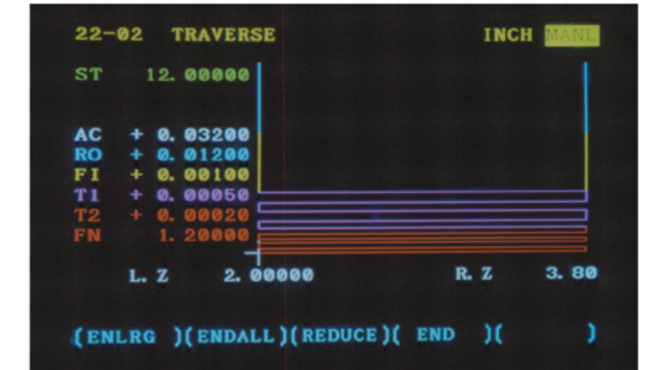 22-02 TRAVERSE INCH MANL
ST 12.00000
AC + 0.03200
RO + 0.01200
FI + 0.00100
T1 + 0.00050
T2 + 0.00020
FN 1.20000
L.Z 2.00000 R.Z 3.80
(ENLRG )(ENDALL)(REDUCE)( END )( )